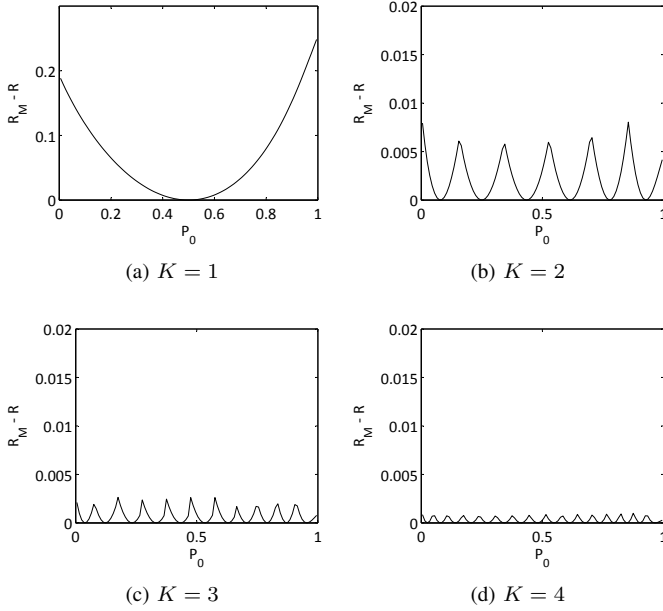 0.2
0.1
0
R_M - R
0 0.2 0.4 0.6 0.8 1
P_0
(a) K = 1
0.02
0.015
0.01
0.005
0
R_M - R
0 0.5 1
P_0
(b) K = 2
0.02
0.015
0.01
0.005
0
R_M - R
0 0.5 1
P_0
(c) K = 3
0.02
0.015
0.01
0.005
0
R_M - R
0 0.5 1
P_0
(d) K = 4